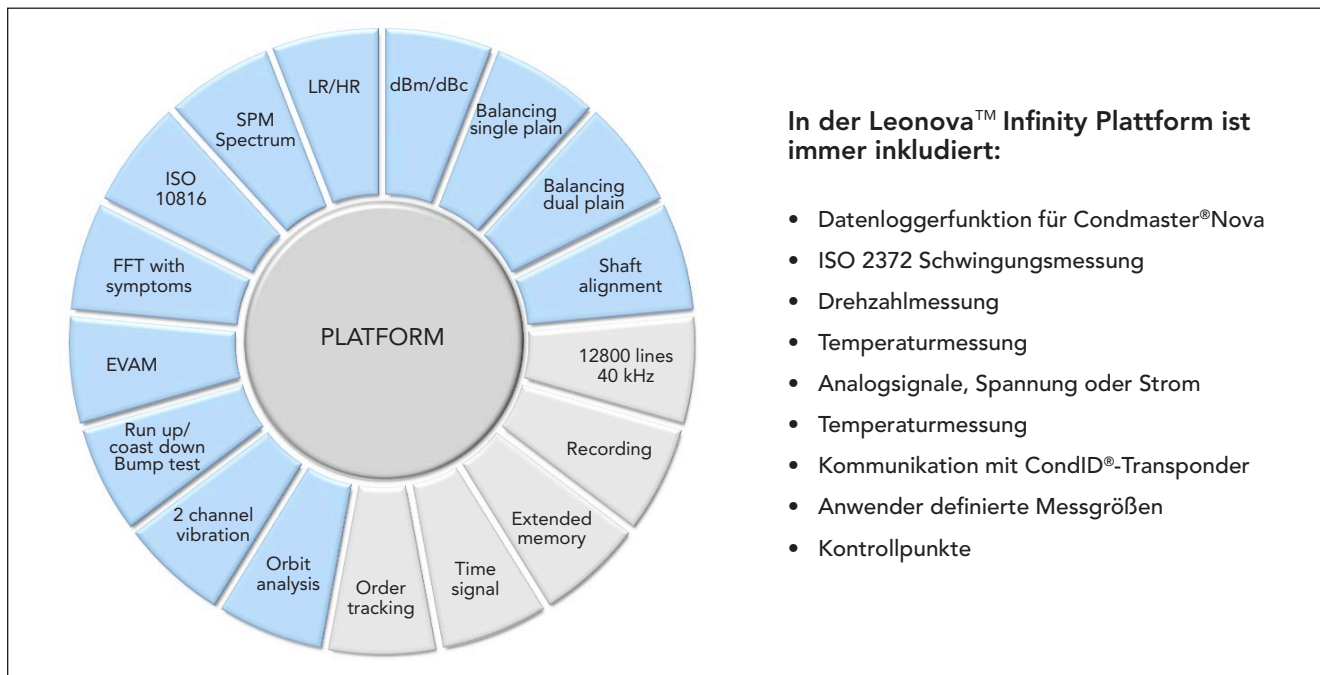 LR/HR
dBm/dBc
Balancing
single plain
Balancing
dual plain
Shaft
alignment
12800 lines
40 kHz
Recording
Extended
memory
Time
signal
Order
tracking
Orbit
analysis
2 channel
vibration
Run up/
coast down
Bump test
EVAM
FFT with
symptoms
ISO
10816
SPM
Spectrum
PLATFORM
In der Leonova™ Infinity Plattform ist
immer inkludiert:
• Datenloggerfunktion für Condmaster®Nova
• ISO 2372 Schwingungsmessung
• Drehzahlmessung
• Temperaturmessung
• Analogsignale, Spannung oder Strom
• Temperaturmessung
• Kommunikation mit CondID®-Transponder
• Anwender definierte Messgrößen
• Kontrollpunkte